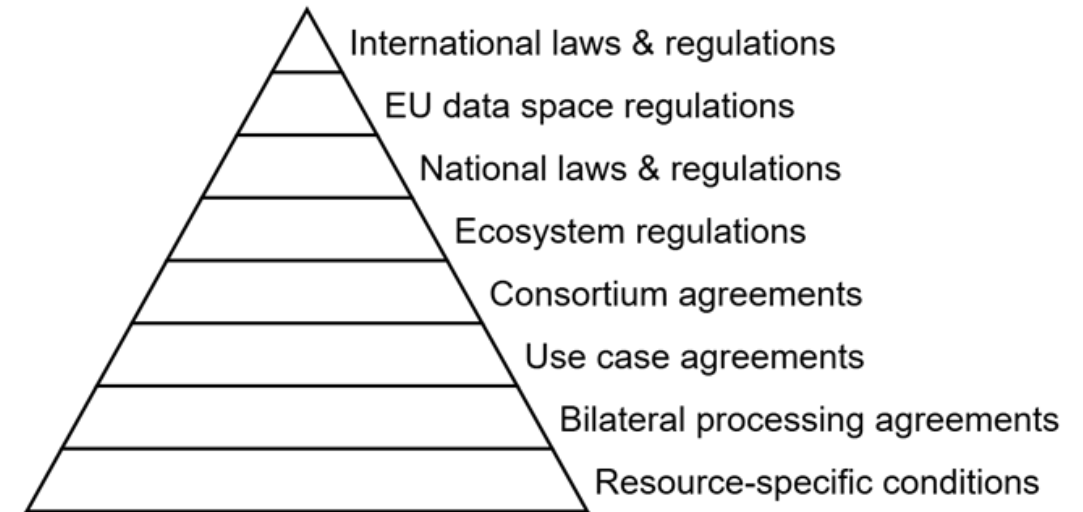 International laws & regulations
EU data space regulations
National laws & regulations
Ecosystem regulations
Consortium agreements
Use case agreements
Bilateral processing agreements
Resource-specific conditions